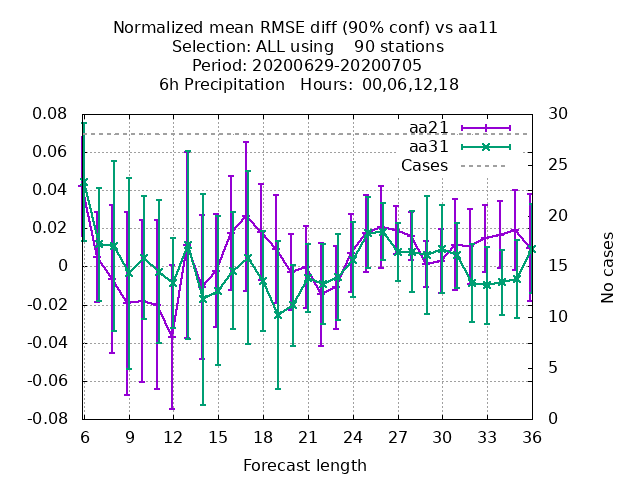 Normalized mean RMSE diff (90% conf) vs aa11
Selection: ALL using    90 stations
Period: 20200629-20200705
6h Precipitation   Hours: 00,06,12,18
0.08
0.06
0.04
0.02
0
-0.02
-0.04
-0.06
-0.08
30
25
20
15
10
5
0
No cases
aa21
aa31
Cases
6 9 12 15 18 21 24 27 30 33 36
Forecast length